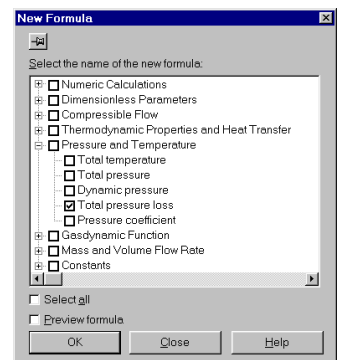 New Formula
Select the name of the new formula:
Numeric Calculations
Dimensionless Parameters
Compressible Flow
Thermodynamic Properties and Heat Transfer
Pressure and Temperature
Total temperature
Total pressure
Dynamic pressure
Total pressure loss
Pressure coefficient
Gasdynamic Function
Mass and Volume Flow Rate
Constants
Select all
Preview formula
OK Close Help